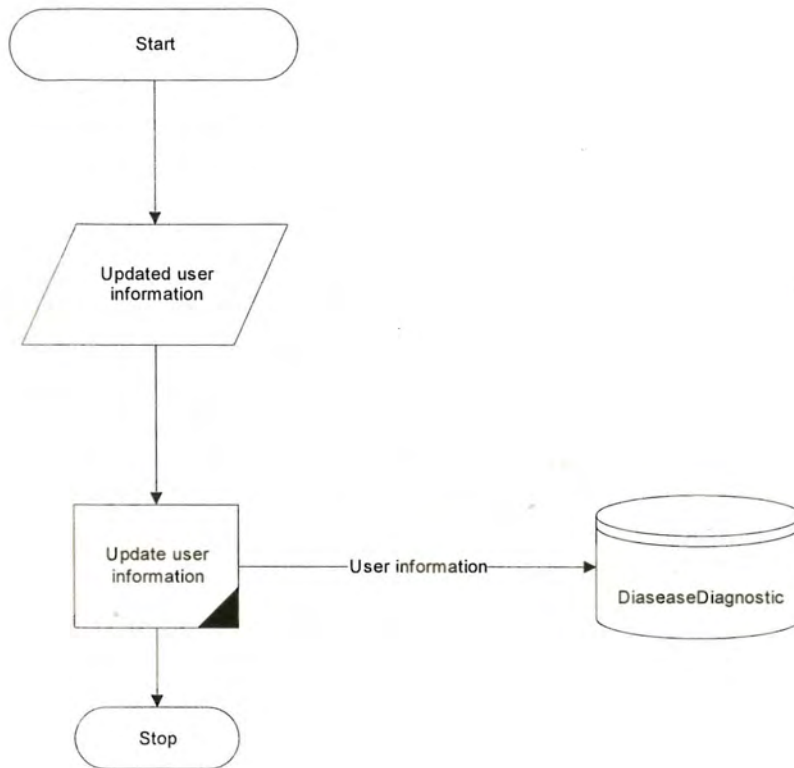 Start
Updated user
information
Update user
information
User information
DiaseaseDiagnostic
Stop